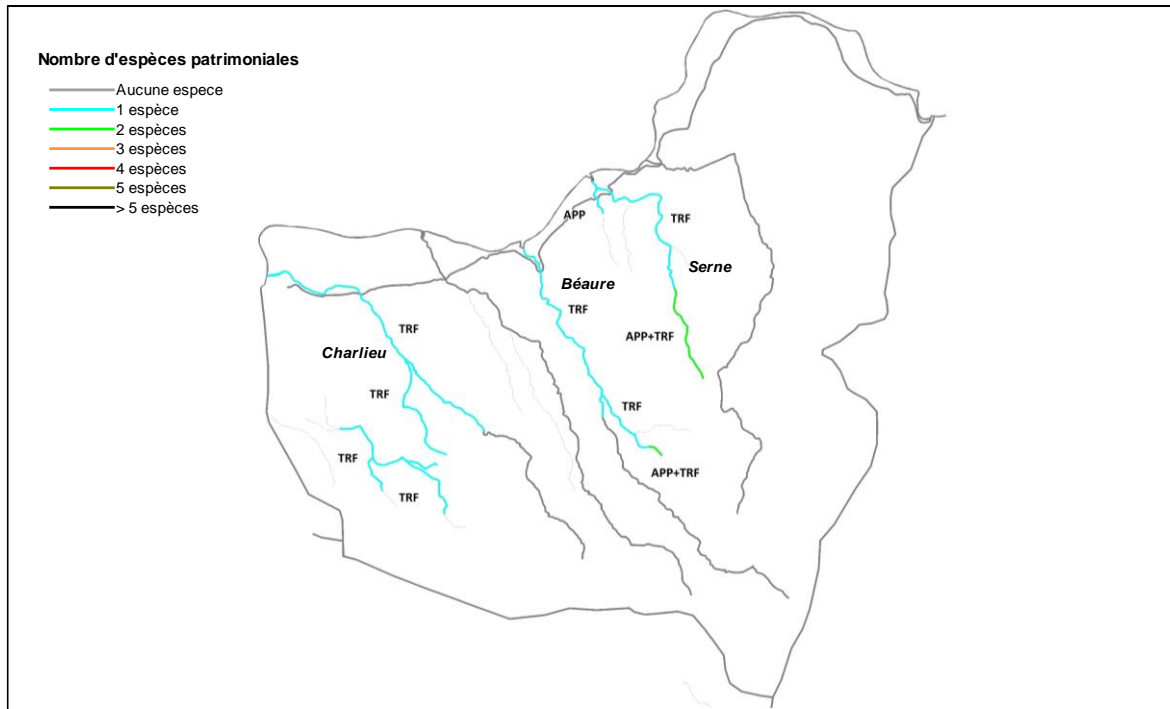 Nombre d'espèces patrimoniales
Aucune espece
1 espèce
2 espèces
3 espèces
4 espèces
5 espèces
> 5 espèces
APP
TRF
Serne
Béaure
TRF
APP+TRF
TRF
Charlieu
TRF
TRF
TRF
APP+TRF
TRF